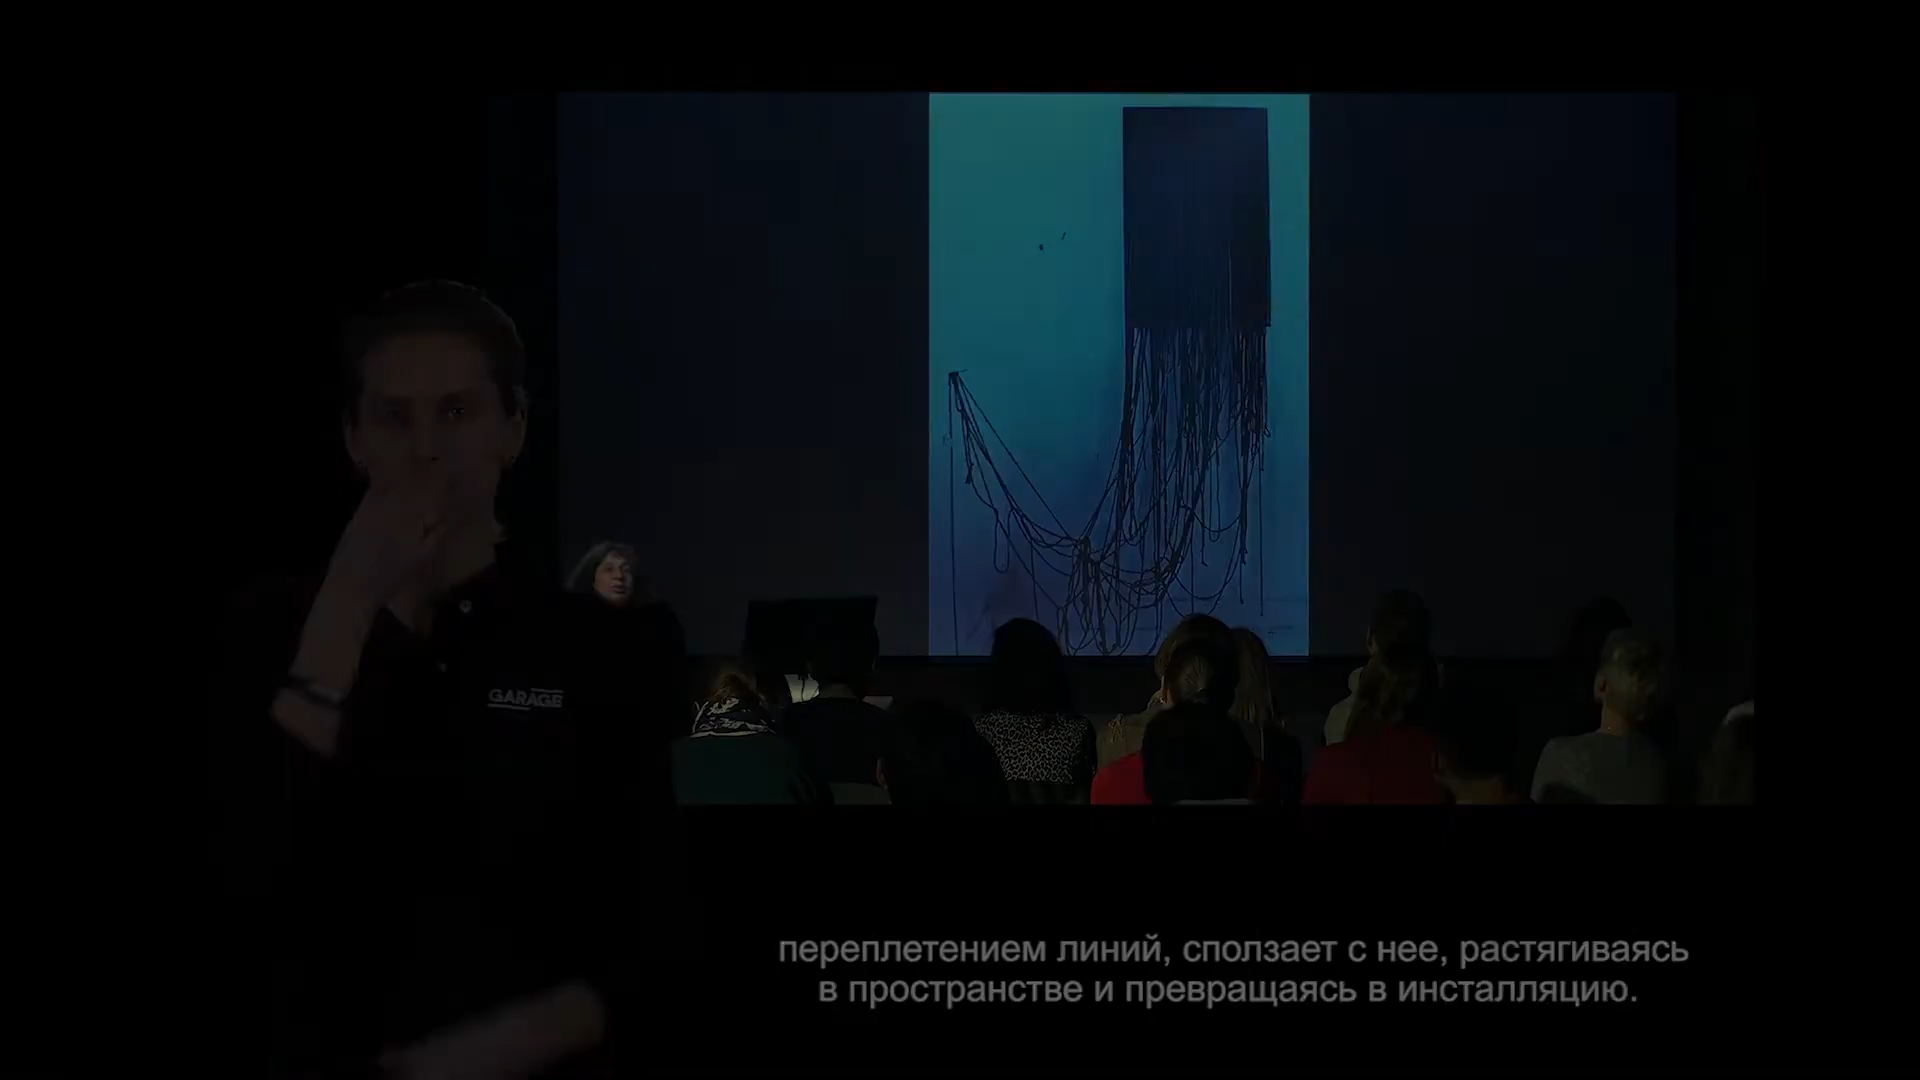 GARAGE
переплетением линий, сползает с нее, растягиваясь
в пространстве и превращаясь в инсталляцию.